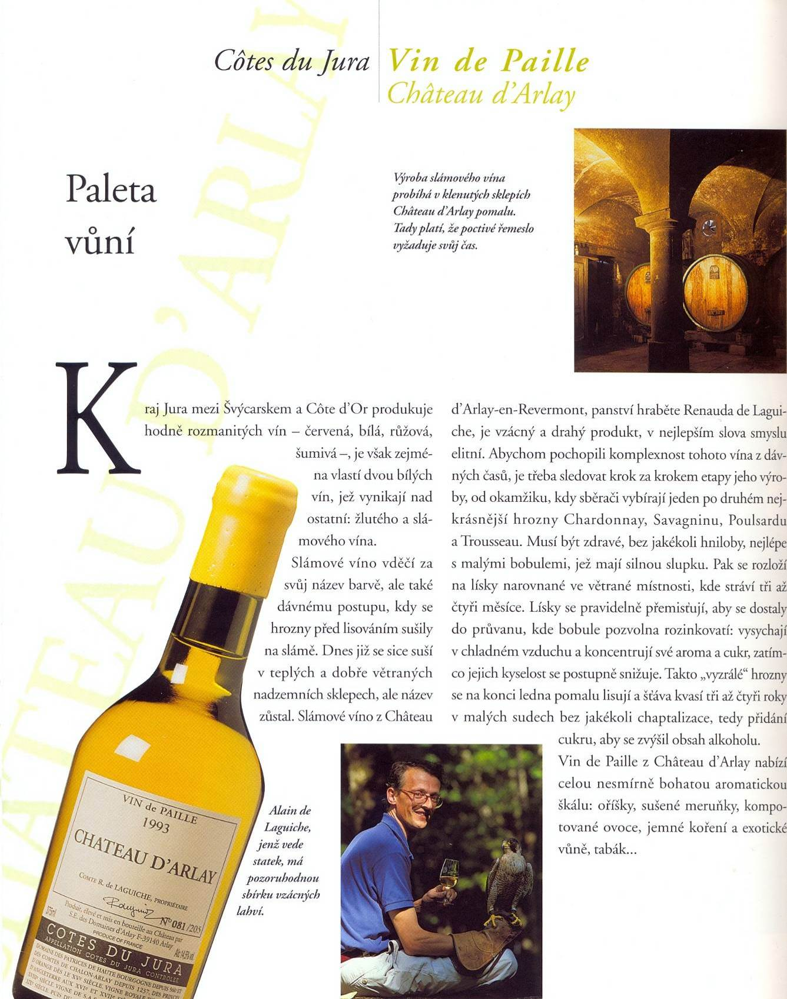 Côtes du Jura
Vin de Paille
Château d'Arlay
Paleta
vůní
Výroba slámového vína
probíhá v klenutých sklepích
Château d'Arlay pomalu.
Tady platí, že poctivé řemeslo
vyžaduje svůj čas.
Kraj Jura mezi Švýcarskem a Côte d'Or produkuje
hodně rozmanitých vín – červená, bílá, růžová,
šumivá –, je však zejmé-
na vlastí dvou bílých
vín, jež vynikají nad
ostatní: žlutého a slá-
mového vína.
Slámové víno vděčí za
svůj název barvě, ale také
dávnému postupu, kdy se
hrozny před lisováním sušily
na slámě. Dnes již se sice suší
v teplých a dobře větraných
nadzemních sklepech, ale název
zůstal. Slámové víno z Château
d'Arlay-en-Revermont, panství hraběte Renauda de Lagui-
che, je vzácný a drahý produkt, v nejlepším slova smyslu
elitní. Abychom pochopili komplexnost tohoto vína z dáv-
ných časů, je třeba sledovat krok za krokem etapy jeho výro-
by, od okamžiku, kdy sběrači vybírají jeden po druhém nej-
krásnější hrozny Chardonnay, Savagninu, Poulsardu
a Trousseau. Musí být zdravé, bez jakékoli hniloby, nejlépe
s malými bobulemi, jež mají silnou slupku. Pak se rozloží
na lísky narovnané ve větrané místnosti, kde stráví tři až
čtyři měsíce. Lísky se pravidelně přemisťují, aby se dostaly
do průvanu, kde bobule pozvolna rozinkovatí: vysychají
v chladném vzduchu a koncentrují své aroma a cukr, zatím-
co jejich kyselost se postupně snižuje. Takto „vyzrálé“ hrozny
se na konci ledna pomalu lisují a šťáva kvasí tři až čtyři roky
v malých sudech bez jakékoli chaptalizace, tedy přidání
cukru, aby se zvýšil obsah alkoholu.
Vin de Paille z Château d'Arlay nabízí
celou nesmírně bohatou aromatickou
škálu: oříšky, sušené meruňky, kompo-
tované ovoce, jemné koření a exotické
vůně, tabák...
Alain de
Laguiche,
jenž vede
statek, má
pozoruhodnou
sbírku vzácných
lahví.
VIN de PAILLE
1993
CHATEAU D'ARLAY
COMTE R. de LAGUICHE, PROPRIÉTAIRE
N° 081/205
Produit, élevé et mis en bouteille au Château par
375ml S.E. des Domaines d'Arlay F-39140 Arlay
PRODUCE OF FRANCE Alc 14,5% vol.
COTES DU JURA
APPELLATION COTES DU JURA CONTROLEE
DOMAINE DES PATRICES DE HAUTE BOURGOGNE DEPUIS 560 ET
DES COMTES DE CHALON-ARLAY DEPUIS 1237, DES PRINCES
D'ORANGE DÈS LE XVe SIÈCLE, VIGNE ROYALE
D'ANGLETERRE AUX XVIe ET XVIIe
XVIIIe SIÈCLE. VIGNE DE
XIXe SIÈCLE PUIS DU
CHATEAU D'ARLAY